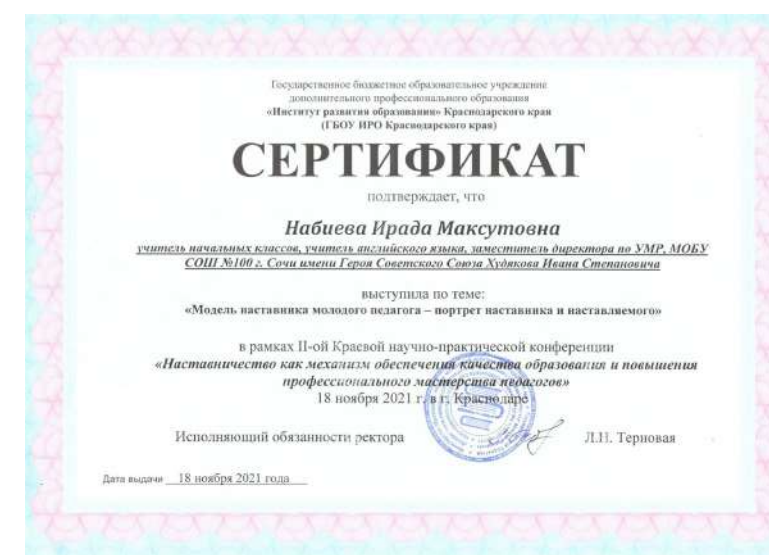 Государственное бюджетное образовательное учреждение
дополнительного профессионального образования
«Институт развития образования» Краснодарского края
(ГБОУ ИРО Краснодарского края)
СЕРТИФИКАТ
подтверждает, что
Набиева Ирада Максутовна
учитель начальных классов, учитель английского языка, заместитель директора по УМР, МОБУ
СОШ №100 г. Сочи имени Героя Советского Союза Худякова Ивана Степановича
выступила по теме:
«Модель наставника молодого педагога – портрет наставника и наставляемого»
в рамках II-ой Краевой научно-практической конференции
«Наставничество как механизм обеспечения качества образования и повышения
профессионального мастерства педагогов»
18 ноября 2021 г. в г. Краснодаре
Исполняющий обязанности ректора Л.Н. Терновая
Дата выдачи 18 ноября 2021 года